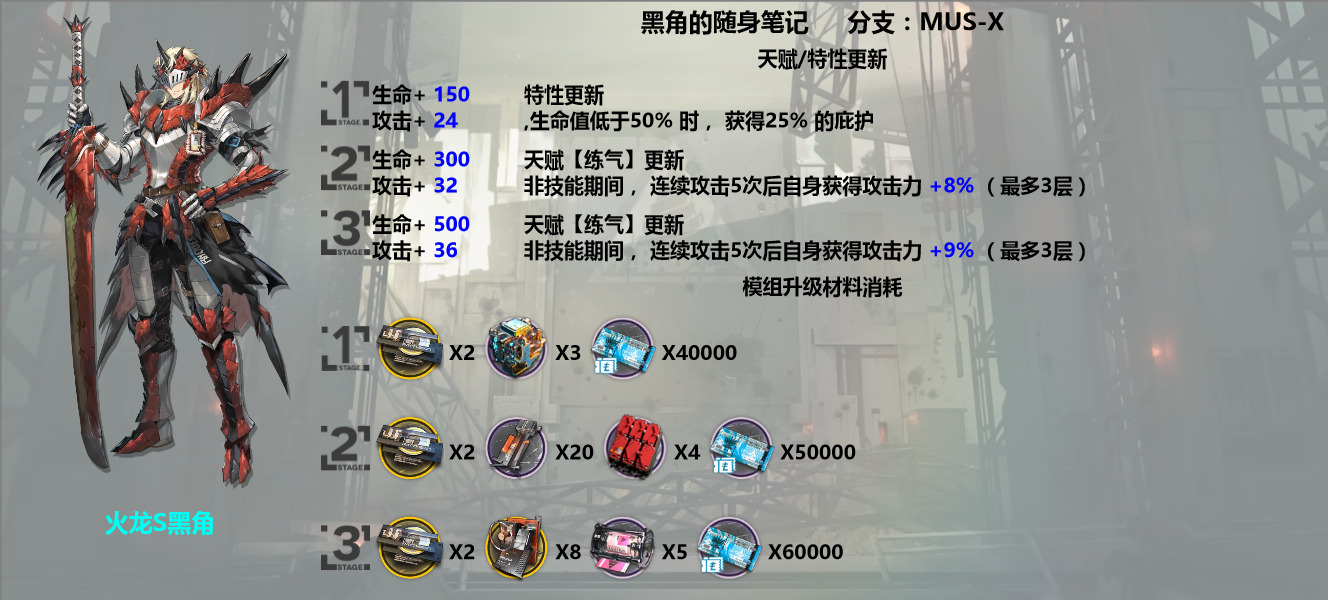 黑角的随身笔记 分支：MUS-X
天赋/特性更新
1 STAGE. 生命+ 150 特性更新
攻击+ 24 ,生命值低于50% 时， 获得25% 的庇护
2 STAGE. 生命+ 300 天赋【练气】更新
攻击+ 32 非技能期间， 连续攻击5次后自身获得攻击力 +8% （最多3层）
3 STAGE. 生命+ 500 天赋【练气】更新
攻击+ 36 非技能期间， 连续攻击5次后自身获得攻击力 +9% （最多3层）
模组升级材料消耗
1 STAGE. X2 X3 X40000
2 STAGE. X2 X20 X4 X50000
火龙S黑角
3 STAGE. X2 X8 X5 X60000